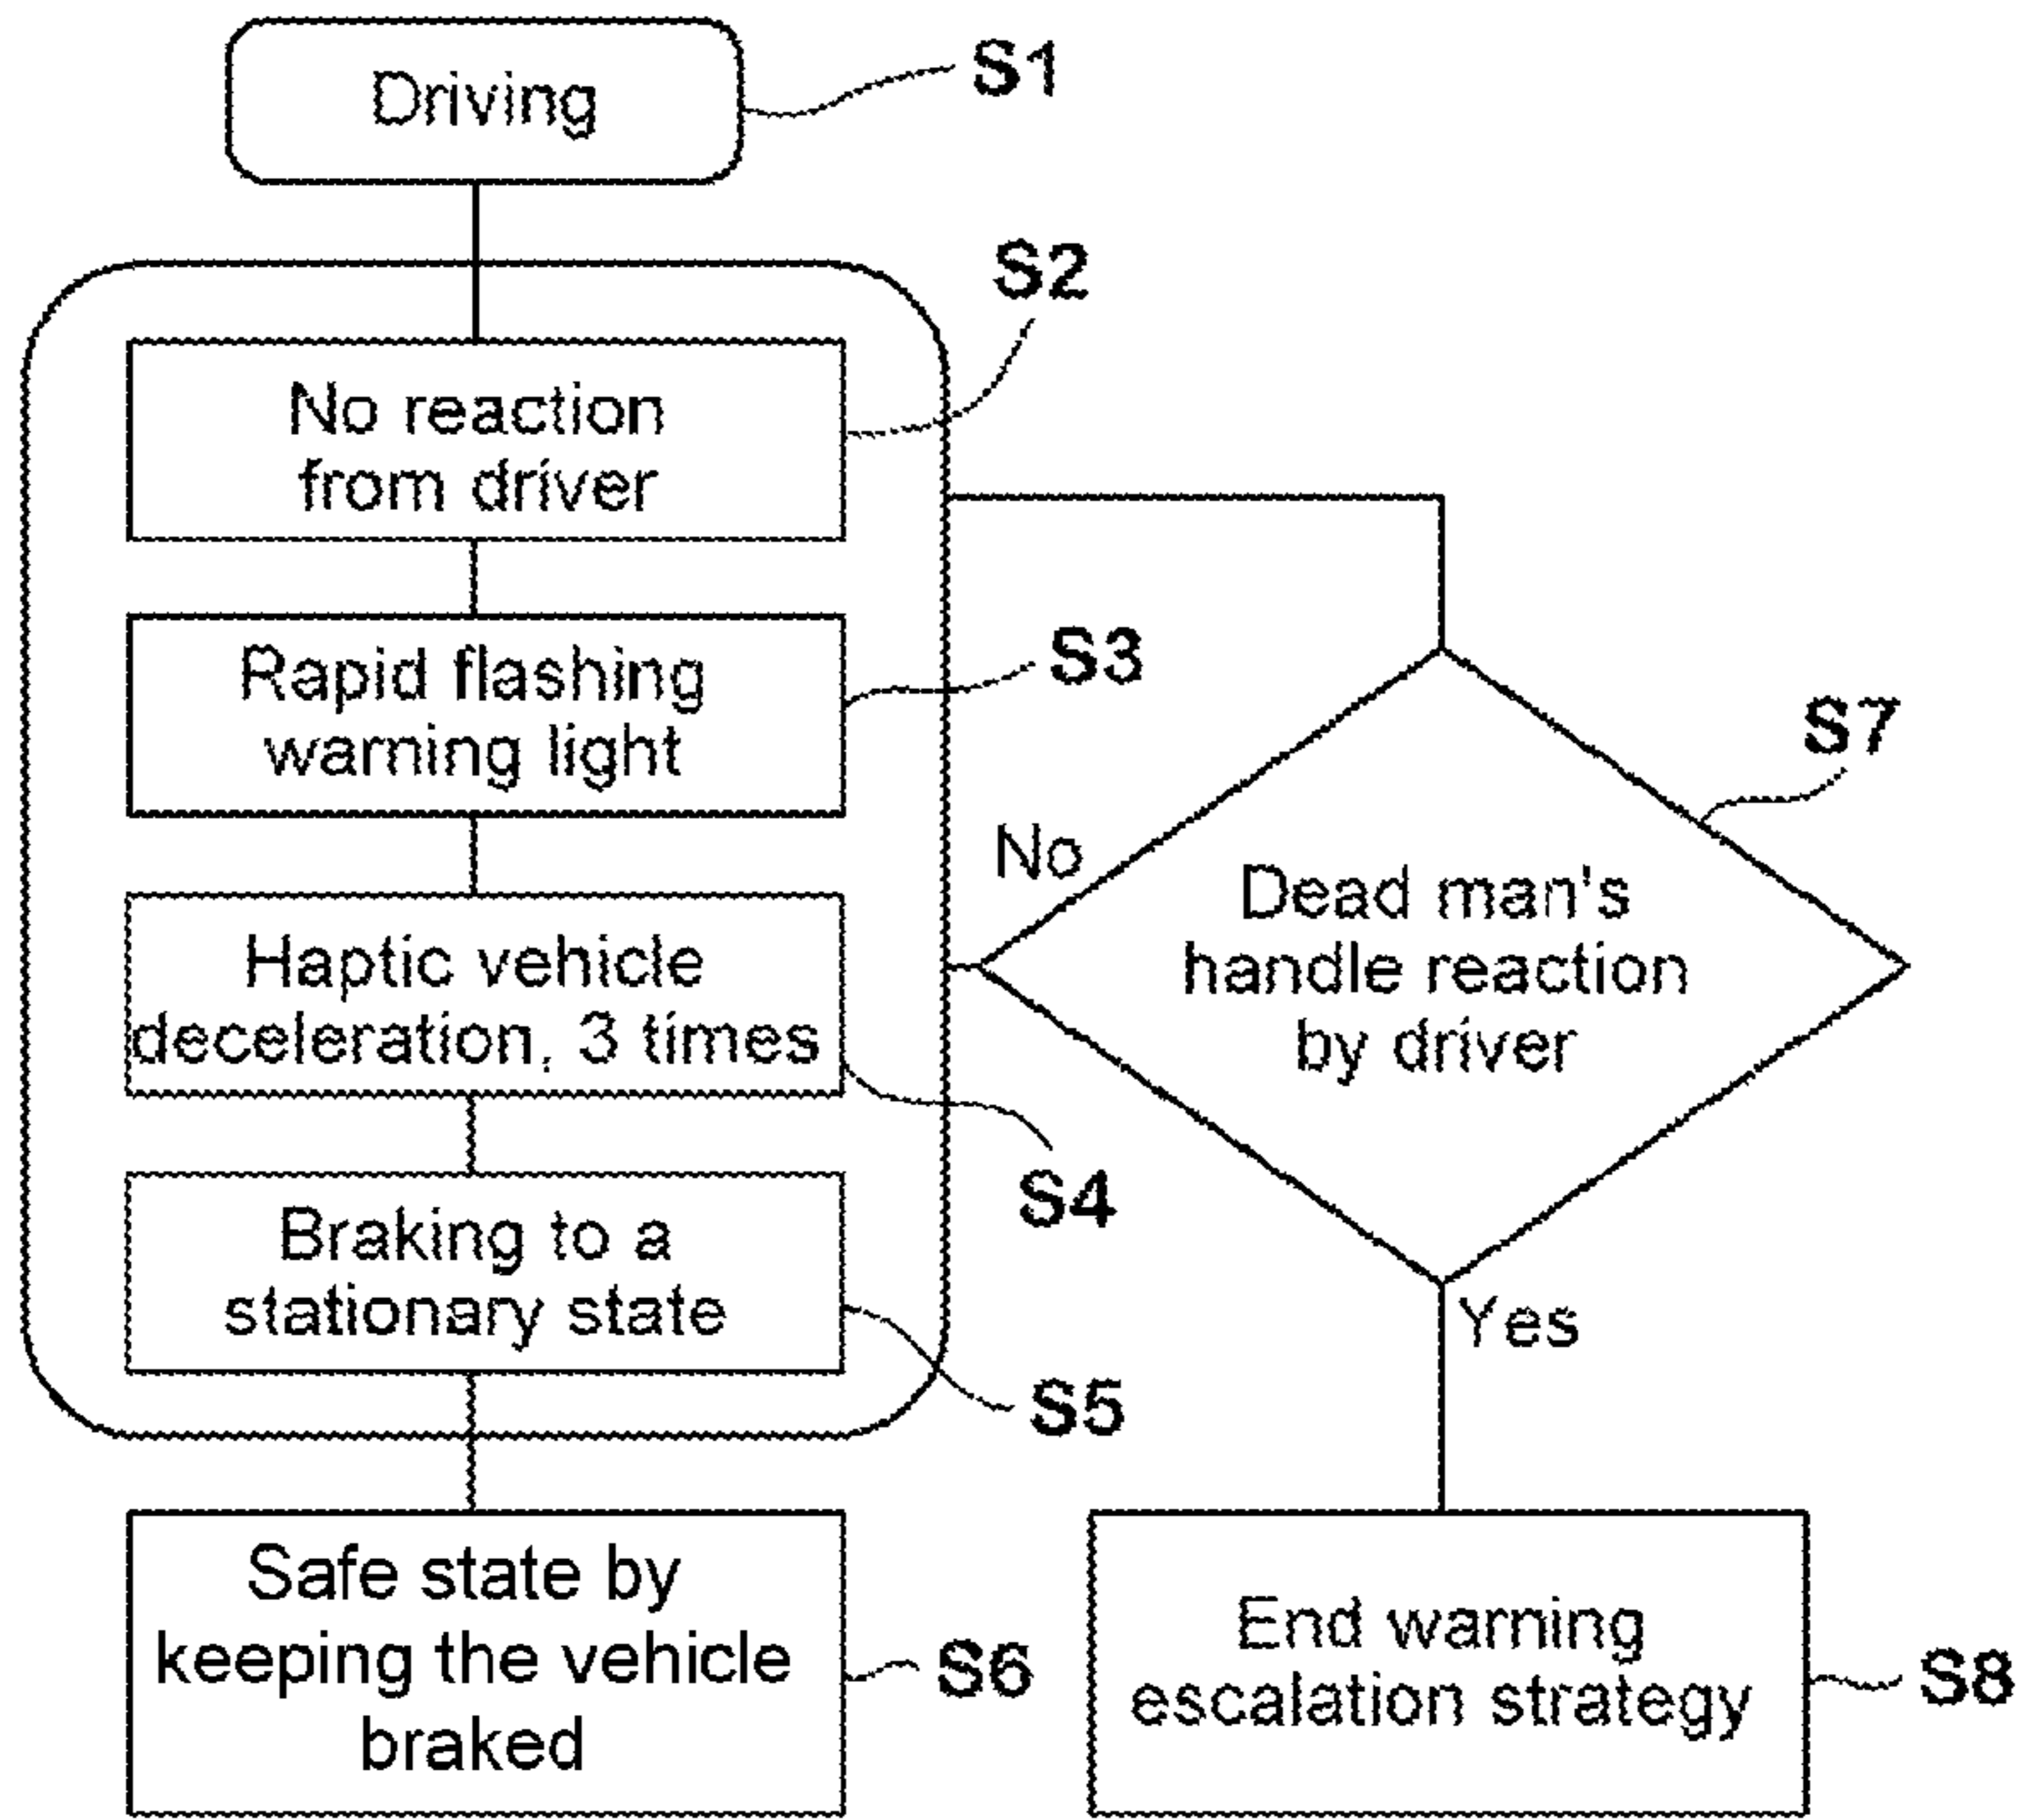 Driving
S1
S2
No reaction
from driver
Rapid flashing
warning light
S3
S7
No
Dead man's
handle reaction
by driver
Haptic vehicle
deceleration, 3 times
S4
Braking to a
stationary state
Yes
S5
Safe state by
keeping the vehicle
braked
S6
End warning
escalation strategy
S8